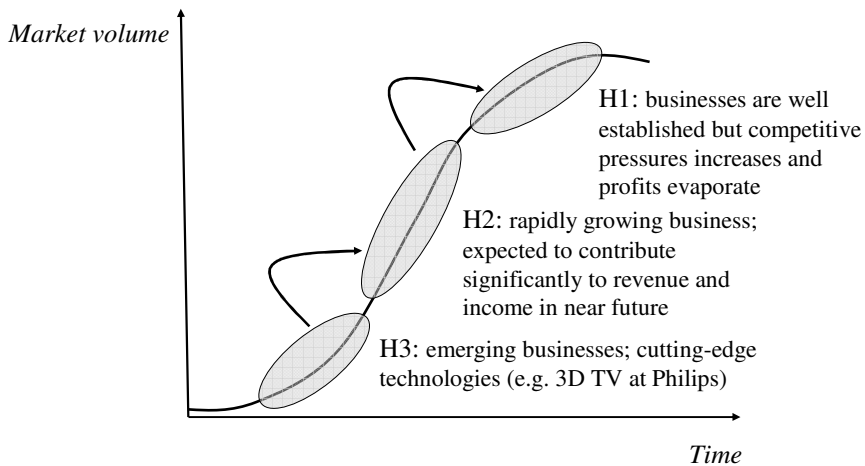 Market volume
H1: businesses are well
established but competitive
pressures increases and
profits evaporate
H2: rapidly growing business;
expected to contribute
significantly to revenue and
income in near future
H3: emerging businesses; cutting-edge
technologies (e.g. 3D TV at Philips)
Time